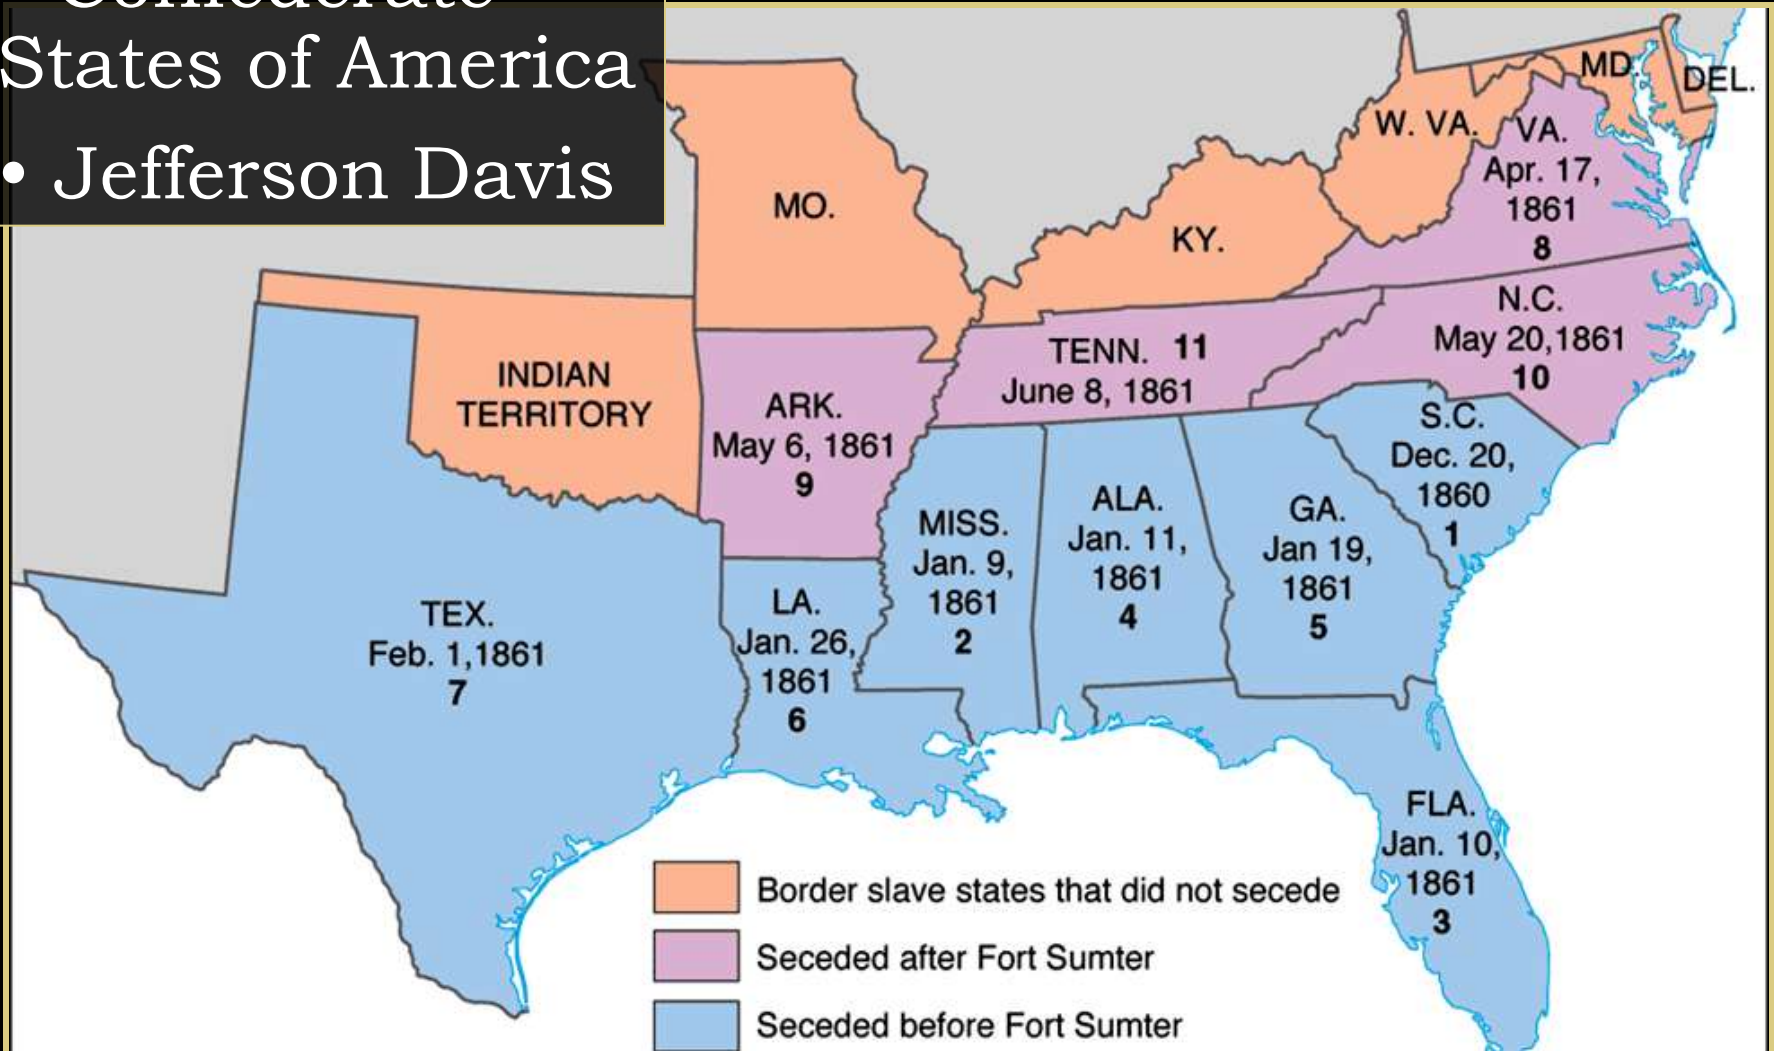 Confederate
States of America
• Jefferson Davis
MD.
DEL.
W. VA.
VA.
Apr. 17,
1861
8
MO.
KY.
N.C.
May 20,1861
10
TENN. 11
June 8, 1861
INDIAN
TERRITORY
ARK.
May 6, 1861
9
S.C.
Dec. 20,
1860
1
MISS.
Jan. 9,
1861
2
ALA.
Jan. 11,
1861
4
GA.
Jan 19,
1861
5
TEX.
Feb. 1,1861
7
LA.
Jan. 26,
1861
6
FLA.
Jan. 10,
1861
3
Border slave states that did not secede
Seceded after Fort Sumter
Seceded before Fort Sumter